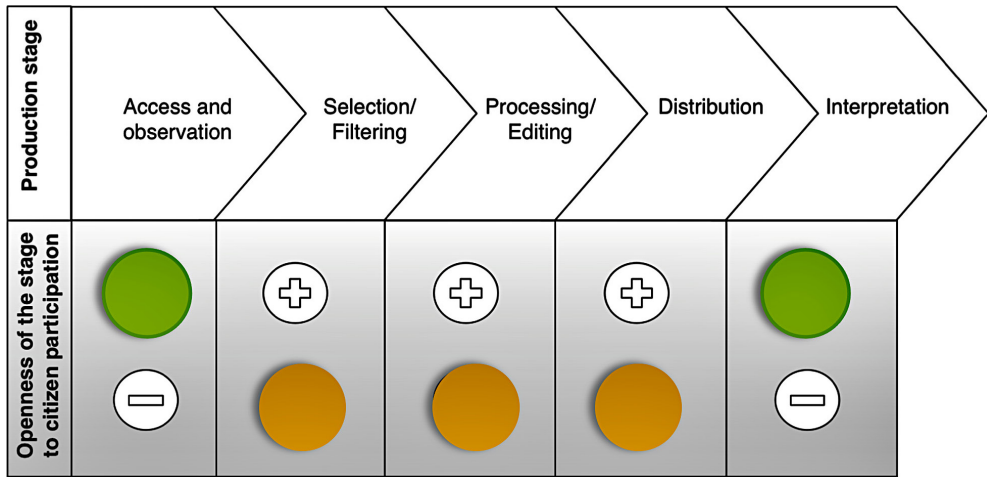 Production stage
Access and
observation
Selection/
Filtering
Processing/
Editing
Distribution
Interpretation
Openness of the stage
to citizen participation